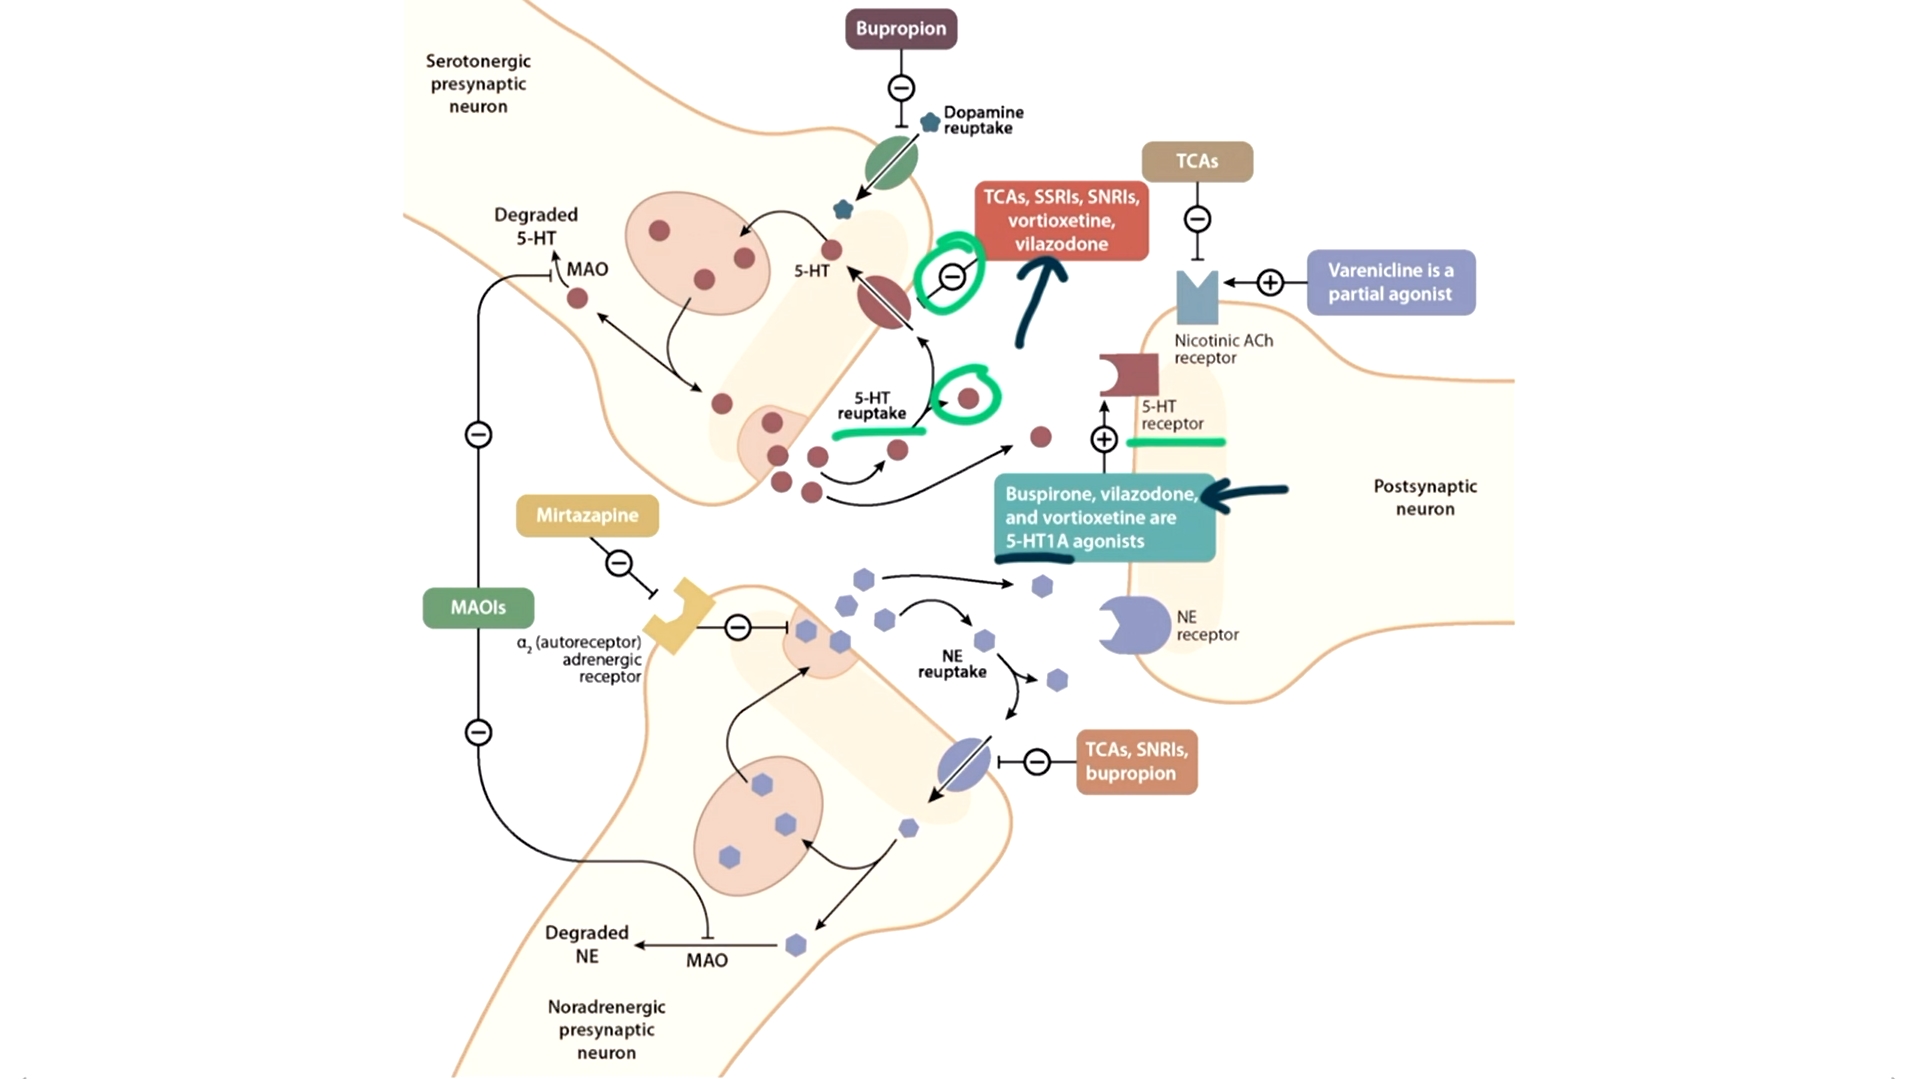 Bupropion
Serotonergic
presynaptic
neuron
Dopamine
reuptake
TCAs
TCAs, SSRIs, SNRIs,
vortioxetine,
vilazodone
Degraded
5-HT
MAO
5-HT
Varenicline is a
partial agonist
Nicotinic ACh
receptor
5-HT
reuptake
5-HT
receptor
Buspirone, vilazodone,
and vortioxetine are
5-HT1A agonists
Postsynaptic
neuron
Mirtazapine
MAOIs
α2 (autoreceptor)
adrenergic
receptor
NE
reuptake
NE
receptor
TCAs, SNRIs,
bupropion
Degraded
NE
MAO
Noradrenergic
presynaptic
neuron